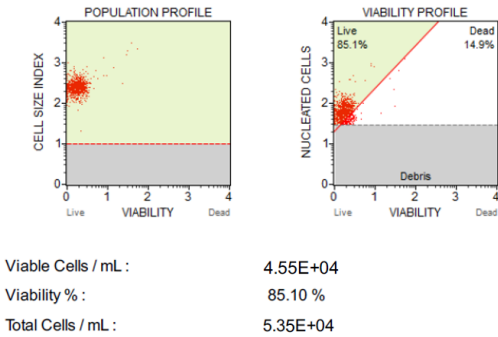 POPULATION PROFILE
CELL SIZE INDEX
4
3
2
1
0
0 1 2 3 4
Live VIABILITY Dead
VIABILITY PROFILE
NUCLEATED CELLS
4
3
2
1
0
Live Dead
85.1% 14.9%
Debris
0 1 2 3 4
Live VIABILITY Dead
Viable Cells / mL : 4.55E+04
Viability % : 85.10 %
Total Cells / mL : 5.35E+04